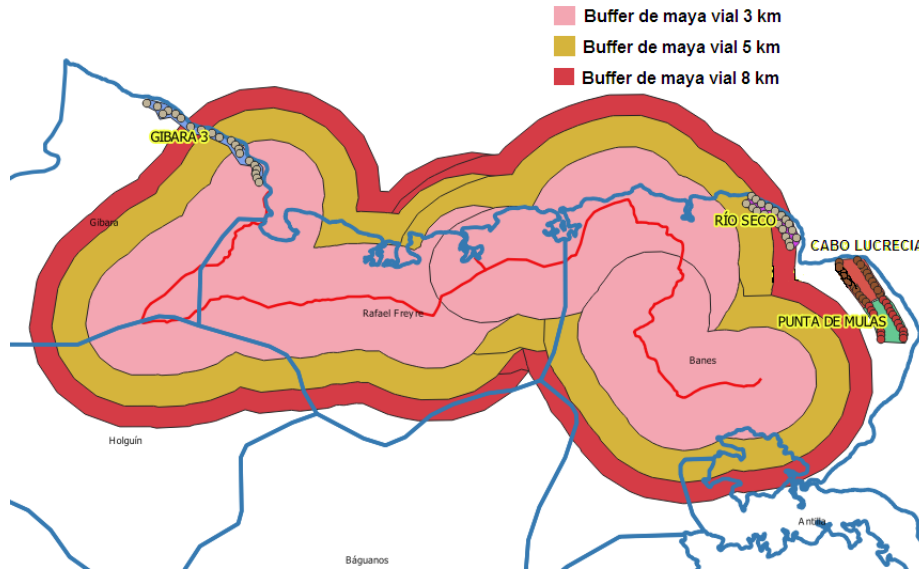 Buffer de maya vial 3 km
Buffer de maya vial 5 km
Buffer de maya vial 8 km
GIBARA 3
Gibara
RÍO SECO
CABO LUCRECIA
Rafael Freyre
PUNTA DE MULAS
Banes
Holguín
Antilla
Báguanos